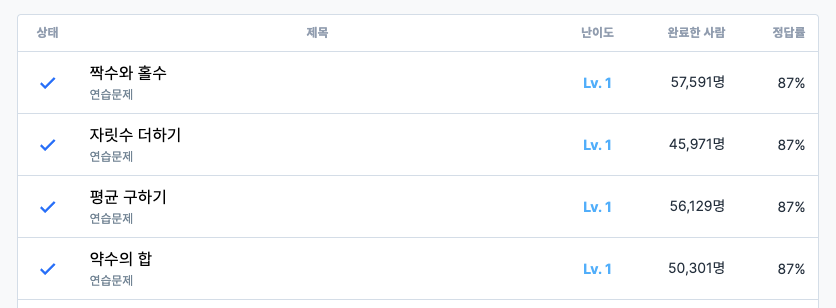 상태 제목 난이도 완료한 사람 정답률
짝수와 홀수 Lv. 1 57,591명 87%
연습문제
자릿수 더하기 Lv. 1 45,971명 87%
연습문제
평균 구하기 Lv. 1 56,129명 87%
연습문제
약수의 합 Lv. 1 50,301명 87%
연습문제